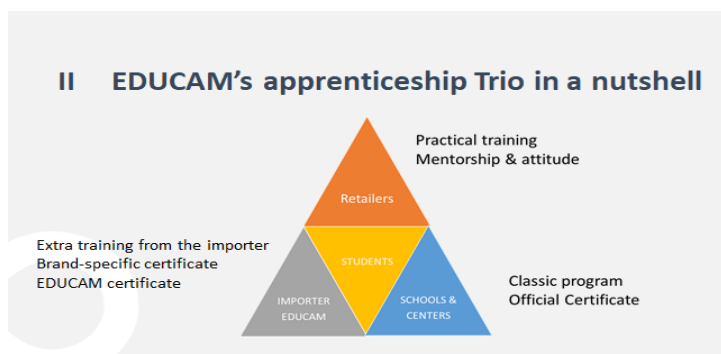 II EDUCAM's apprenticeship Trio in a nutshell
Practical training
Mentorship & attitude
Retailers
Extra training from the importer
Brand-specific certificate
EDUCAM certificate
STUDENTS
IMPORTER
EDUCAM
SCHOOLS &
CENTERS
Classic program
Official Certificate